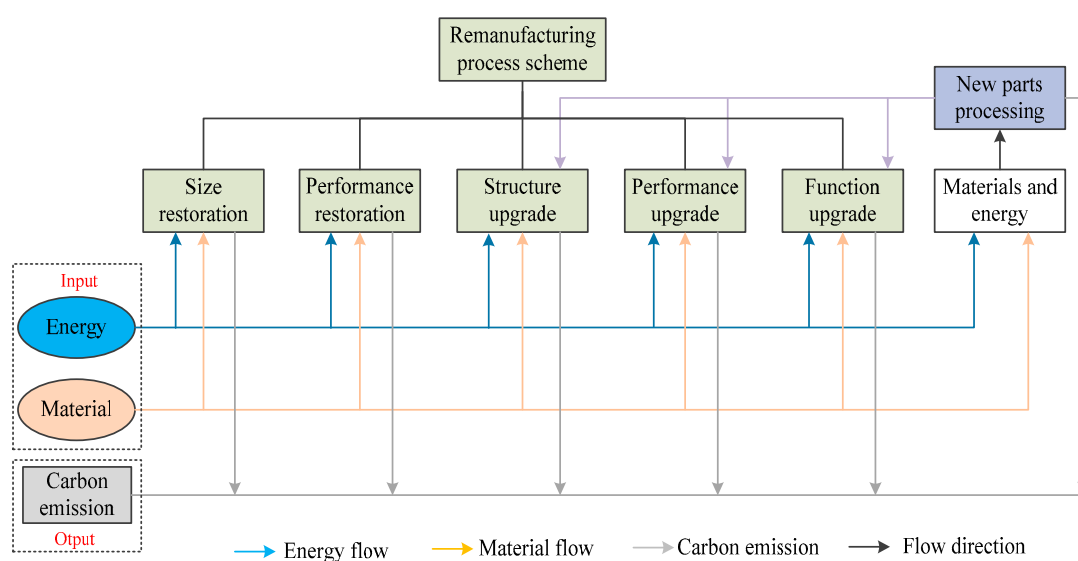 Remanufacturing
process scheme
New parts
processing
Size
restoration
Performance
restoration
Structure
upgrade
Performance
upgrade
Function
upgrade
Materials and
energy
Input
Energy
Material
Carbon
emission
Otput
Energy flow
Material flow
Carbon emission
Flow direction